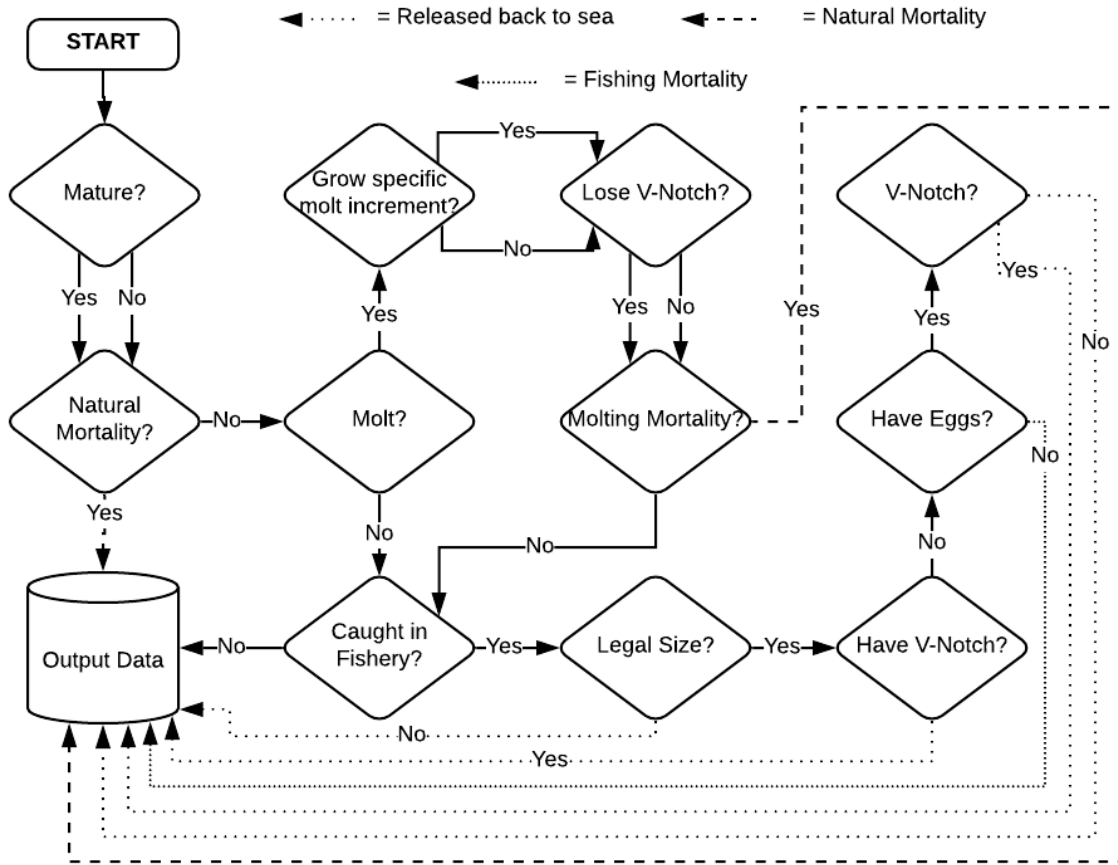 START
= Released back to sea
= Natural Mortality
= Fishing Mortality
Mature?
Grow specific
molt increment?
Yes
No
Lose V-Notch?
V-Notch?
Yes
No
Yes
No
Yes
Yes
No
Yes
Yes
No
Natural
Mortality?
No
Molt?
Molting Mortality?
Have Eggs?
No
Yes
No
No
No
Output Data
No
Caught in
Fishery?
Yes
Legal Size?
Yes
Have V-Notch?
No
Yes